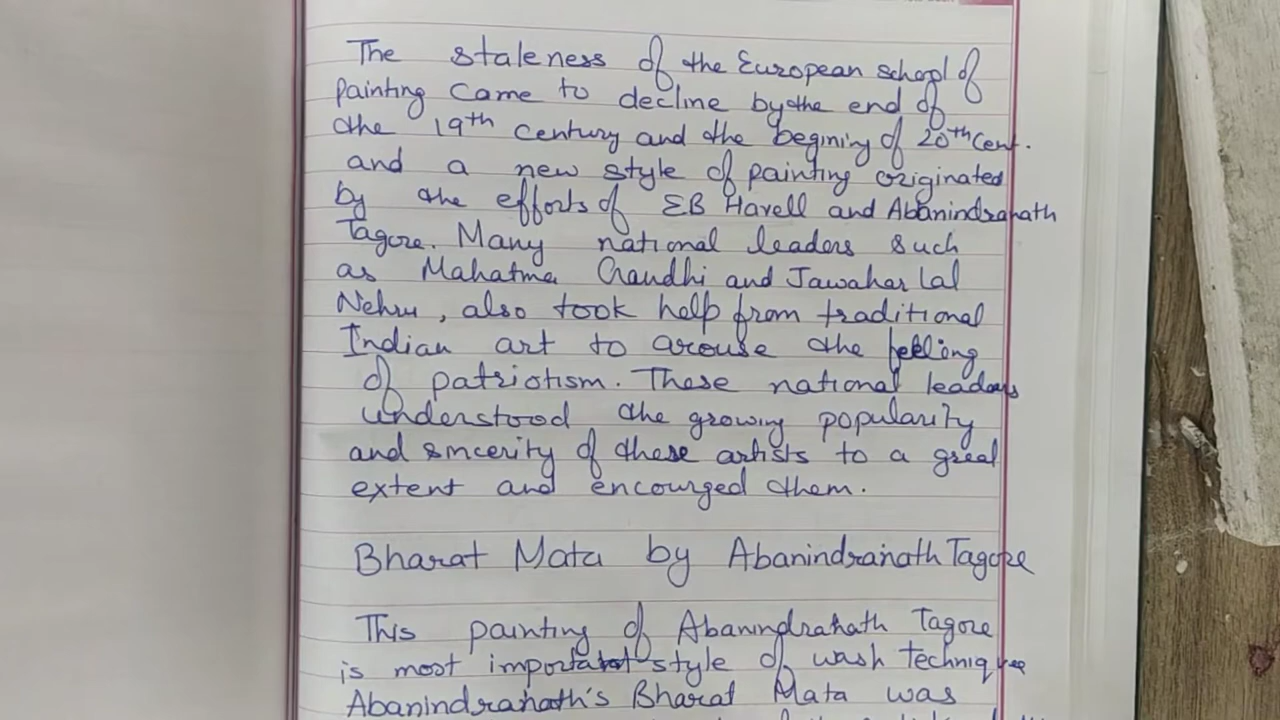 The staleness of the European school of
painting came to decline by the end of
the 19th century and the begining of 20th Cent.
and a new style of painting originated
by the efforts of EB Havell and Abanindranath
Tagore. Many national leaders such
as Mahatma Gandhi and Jawahar Lal
Nehru, also took help from traditional
Indian art to arouse the feeling
of patriotism. These national leaders
understood the growing popularity
and sincerity of these artists to a great
extent and encourged them.
Bharat Mata by Abanindranath Tagore
This painting of Abanindranath Tagore
is most important style of wash technique
Abanindranath's Bharat Mata was